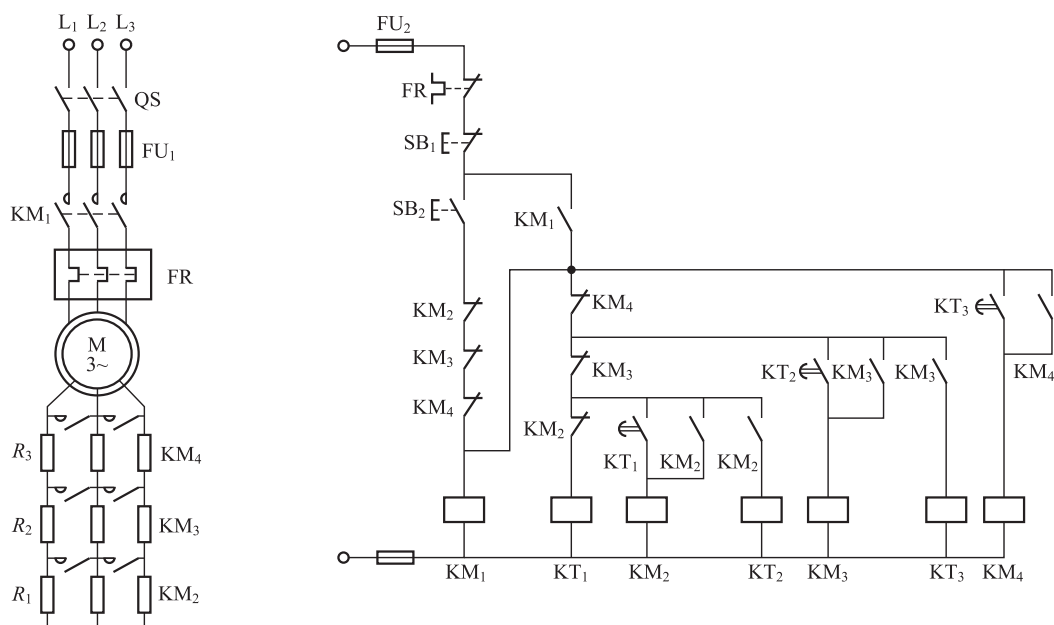 L₁ L₂ L₃
QS
FU₁
KM₁
FR
M
3~
R₃
KM₄
R₂
KM₃
R₁
KM₂
FU₂
FR
SB₁
SB₂
KM₁
KM₂
KM₄
KT₃
KM₃
KM₃
KT₂
KM₃
KM₃
KM₄
KM₄
KM₂
KT₁
KM₂
KM₂
KM₁
KT₁
KM₂
KT₂
KM₃
KT₃
KM₄